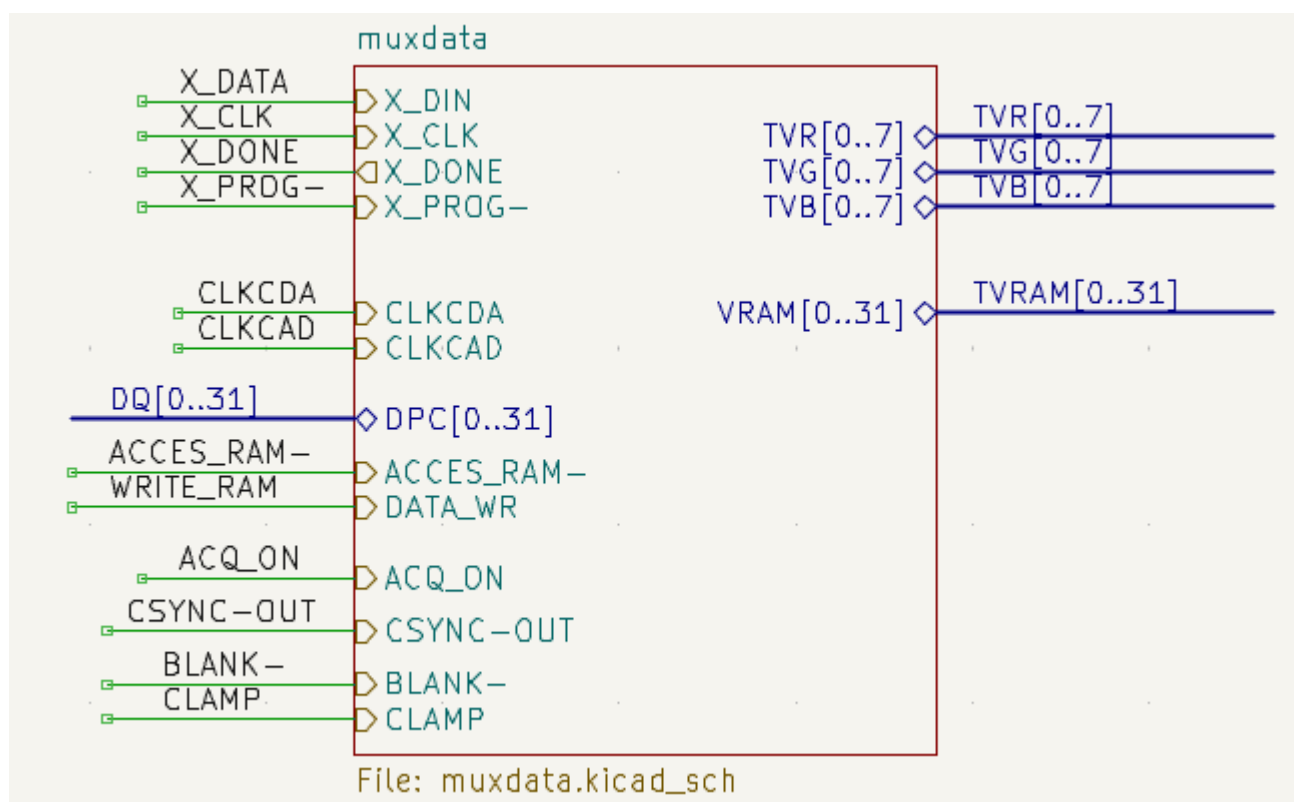 muxdata
X_DATA
X_DIN
X_CLK
X_CLK
X_DONE
X_DONE
X_PROG-
X_PROG-
TVR[0..7] TVR[0..7]
TVG[0..7] TVG[0..7]
TVB[0..7] TVB[0..7]
CLKCDA
CLKCDA
CLKCAD
CLKCAD
VRAM[0..31] TVRAM[0..31]
DQ[0..31]
DPC[0..31]
ACCES_RAM-
ACCES_RAM-
WRITE_RAM
DATA_WR
ACQ_ON
ACQ_ON
CSYNC-OUT
CSYNC-OUT
BLANK-
BLANK-
CLAMP
CLAMP
File: muxdata.kicad_sch